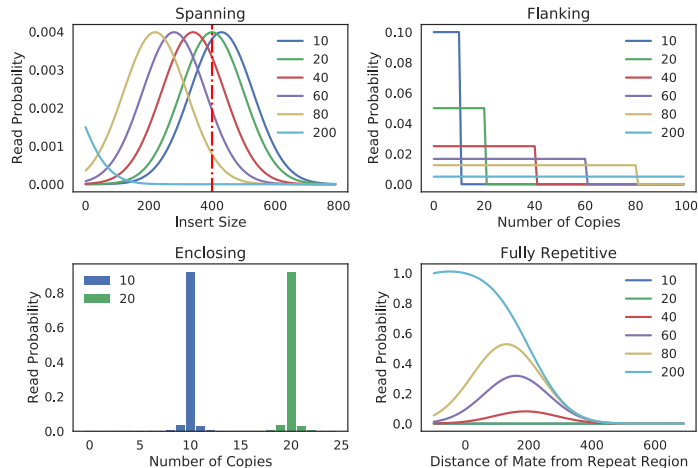 Spanning
Read Probability
0.004
0.003
0.002
0.001
0.000
10
20
40
60
80
200
0 200 400 600 800
Insert Size
Flanking
Read Probability
0.10
0.08
0.06
0.04
0.02
0.00
10
20
40
60
80
200
0 20 40 60 80 100
Number of Copies
Enclosing
Read Probability
0.8
0.6
0.4
0.2
0.0
10
20
0 5 10 15 20 25
Number of Copies
Fully Repetitive
Read Probability
1.0
0.8
0.6
0.4
0.2
0.0
10
20
40
60
80
200
0 200 400 600
Distance of Mate from Repeat Region